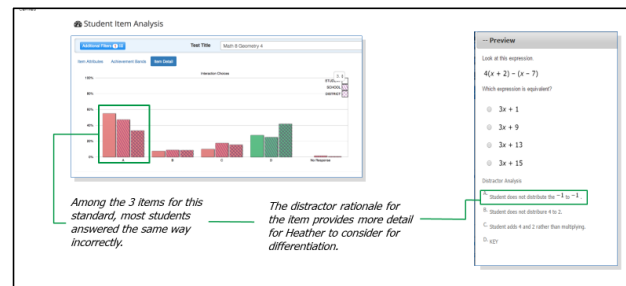 Student Item Analysis
Additional Filters
Test Title
Math 8 Geometry 4
Item Attributes
Achievement Bands
Item Detail
Interaction Choices
SCHOOL
DISTRICT
100%
80%
60%
40%
20%
0%
A
B
C
D
No Response
Among the 3 items for this
standard, most students
answered the same way
incorrectly.
The distractor rationale for
the item provides more detail
for Heather to consider for
differentiation.
— Preview
Look at this expression
4(x + 2) − (x − 7)
Which expression is equivalent?
3x + 1
3x + 9
3x + 13
3x + 15
Distractor Analysis
A. Student does not distribute the −1 to −1 .
B. Student does not distribute 4 to 2.
C. Student adds 4 and 2 rather than multiplying.
D. KEY